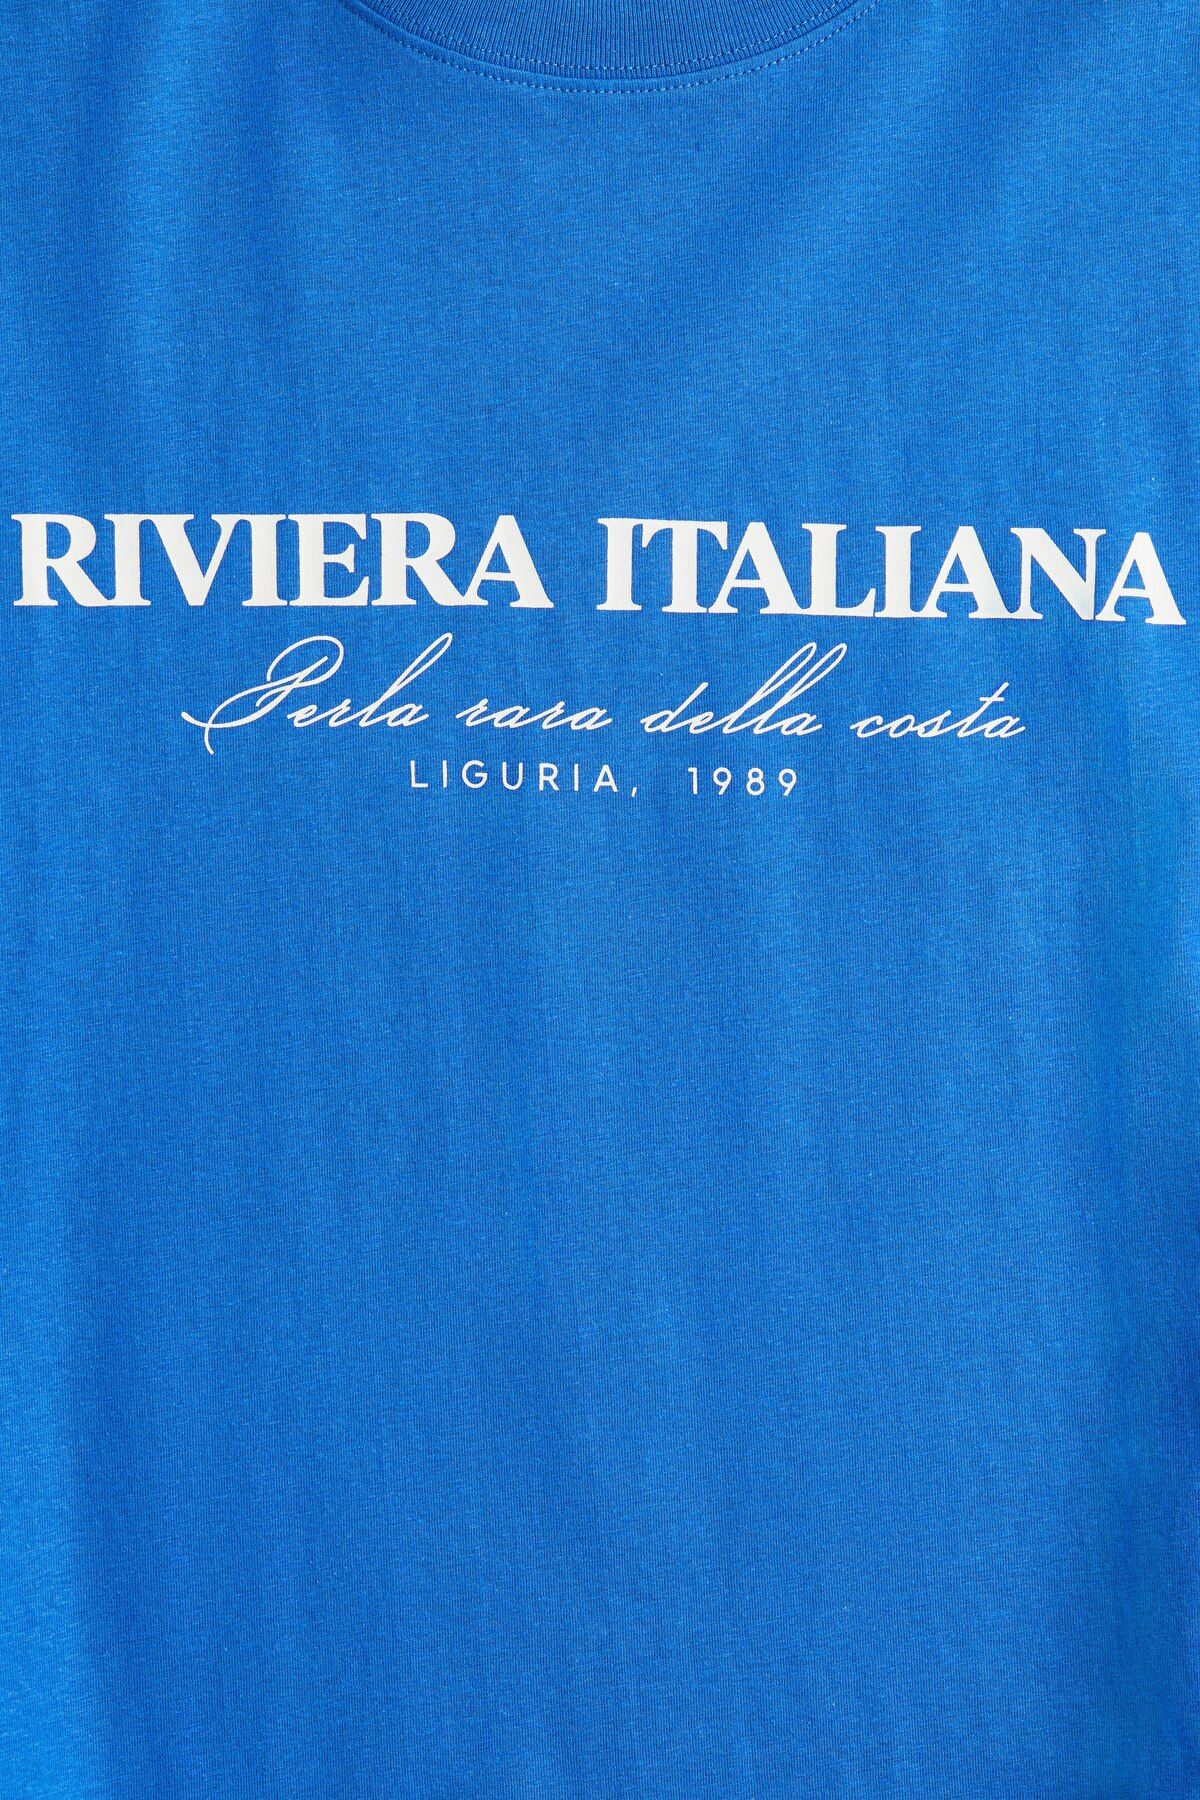 RIVIERA ITALIANA
Perla rara della costa
LIGURIA, 1989